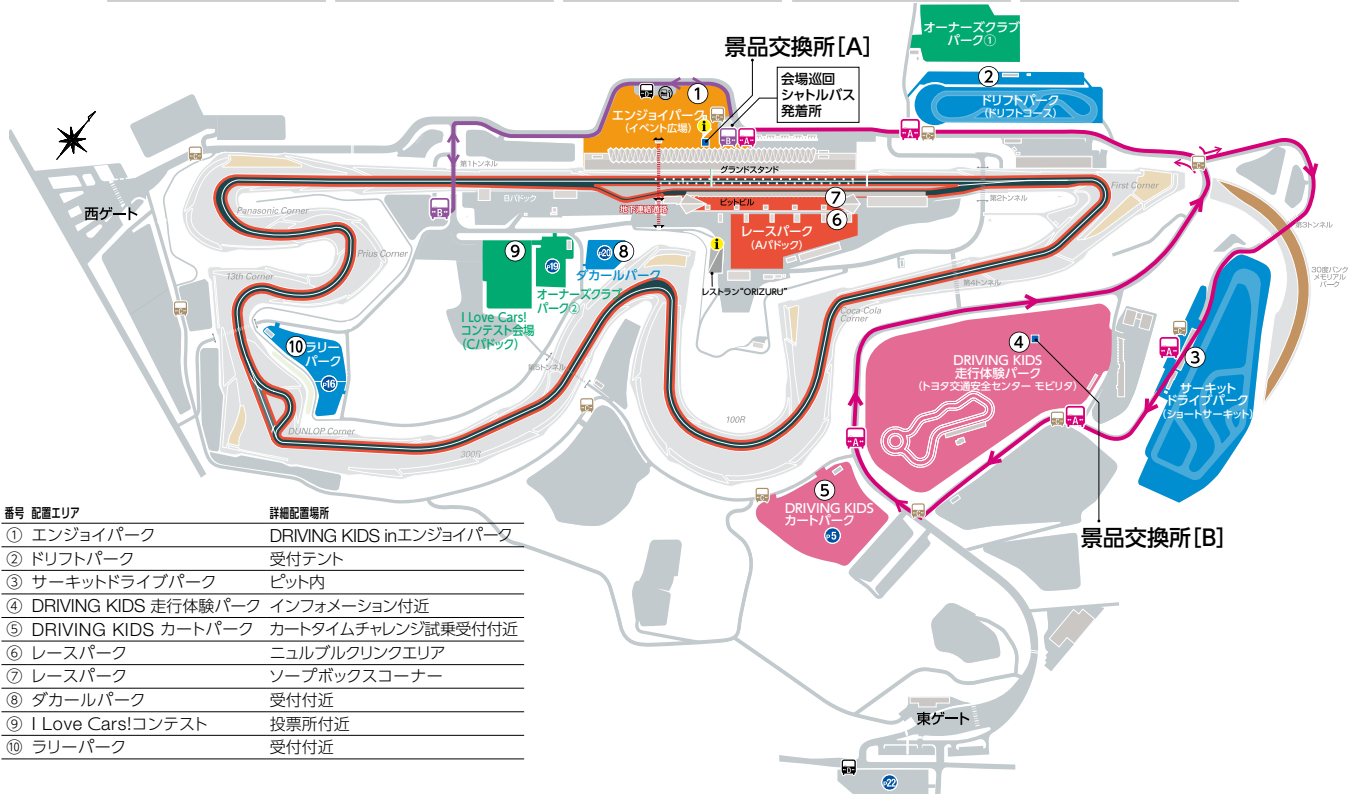 景品交換所[A]
会場巡回
シャトルバス
発着所
オーナーズクラブ
パーク①
②
ドリフトパーク
(ドリフトコース)
①
エンジョイパーク
(イベント広場)
i
B
A
A
第1トンネル
グランドスタンド
西ゲート
Panasonic Corner
B
Bパドック
地下連絡通路
ピットビル
⑦
⑥
レースパーク
(Aパドック)
第2トンネル
First Corner
第3トンネル
Prius Corner
13th Corner
⑨
P19
P20
⑧
ダカールパーク
オーナーズクラブ
パーク②
I Love Cars!
コンテスト会場
(Cパドック)
i
レストラン"ORIZURU"
第4トンネル
Coca-Cola
Corner
30度バンク
メモリアル
パーク
⑩
ラリー
パーク
P16
第5トンネル
④
DRIVING KIDS
走行体験パーク
(トヨタ交通安全センター モビリタ)
A
③
サーキット
ドライブパーク
(ショートサーキット)
DUNLOP Corner
300R
100R
A
A
⑤
DRIVING KIDS
カートパーク
P5
景品交換所[B]
番号 配置エリア 詳細配置場所
① エンジョイパーク DRIVING KIDS inエンジョイパーク
② ドリフトパーク 受付テント
③ サーキットドライブパーク ピット内
④ DRIVING KIDS 走行体験パーク インフォメーション付近
⑤ DRIVING KIDS カートパーク カートタイムチャレンジ試乗受付付近
⑥ レースパーク ニュルブルクリンクエリア
⑦ レースパーク ソープボックスコーナー
⑧ ダカールパーク 受付付近
⑨ I Love Cars!コンテスト 投票所付近
⑩ ラリーパーク 受付付近
東ゲート
P22